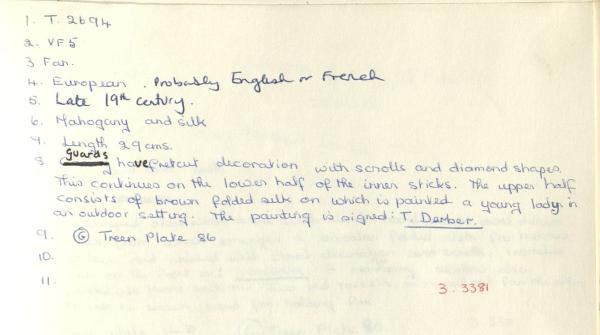 1. T. 2694
2. VF5
3. Fan.
4. European. Probably English or French
5. Late 19th century.
6. Mahogany and silk
7. Length 29 cms.
8. guards have fretcut decoration with scrolls and diamond shapes.
This continues on the lower half of the inner sticks. The upper half
consists of brown folded silk on which is painted a young lady in
an outdoor setting. The painting is signed: T. Derber.
9. G Treen Plate 86
10.
11.
3.3381